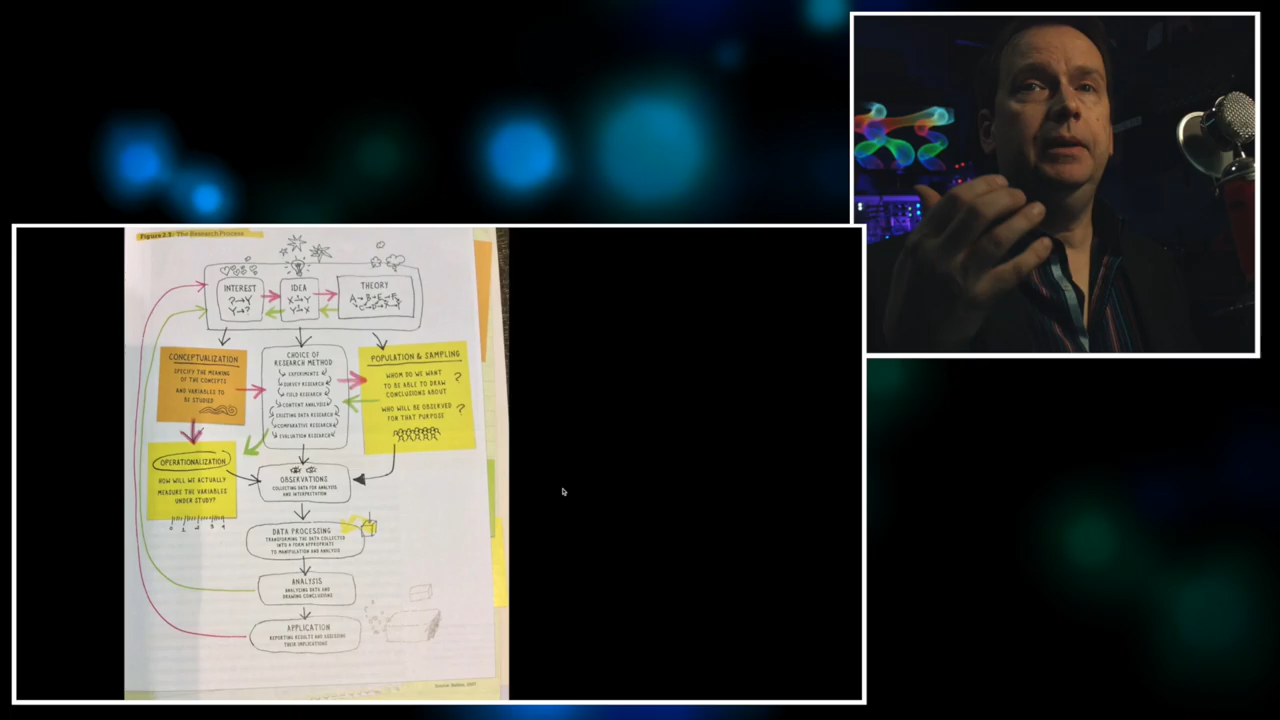 Figure 2.5: The Research Process
INTEREST
?→Y
Y→?
IDEA
X→Y
Y→X
THEORY
CONCEPTUALIZATION
SPECIFY THE MEANING
OF THE CONCEPTS
AND VARIABLES TO
BE STUDIED
CHOICE OF
RESEARCH METHOD
EXPERIMENTS
SURVEY RESEARCH
FIELD RESEARCH
CONTENT ANALYSIS
EXISTING DATA RESEARCH
COMPARATIVE RESEARCH
EVALUATION RESEARCH
POPULATION & SAMPLING
WHOM DO WE WANT
TO BE ABLE TO DRAW
CONCLUSIONS ABOUT ?
WHO WILL BE OBSERVED
FOR THAT PURPOSE ?
OPERATIONALIZATION
HOW WILL WE ACTUALLY
MEASURE THE VARIABLES
UNDER STUDY?
OBSERVATIONS
COLLECTING DATA FOR ANALYSIS
AND INTERPRETATION
DATA PROCESSING
TRANSFORMING THE DATA COLLECTED
INTO A FORM APPROPRIATE
TO MANIPULATION AND ANALYSIS
ANALYSIS
ANALYSING DATA AND
DRAWING CONCLUSIONS
APPLICATION
REPORTING RESULTS AND ASSESSING
THEIR IMPLICATIONS
Source: Babbie, 2007